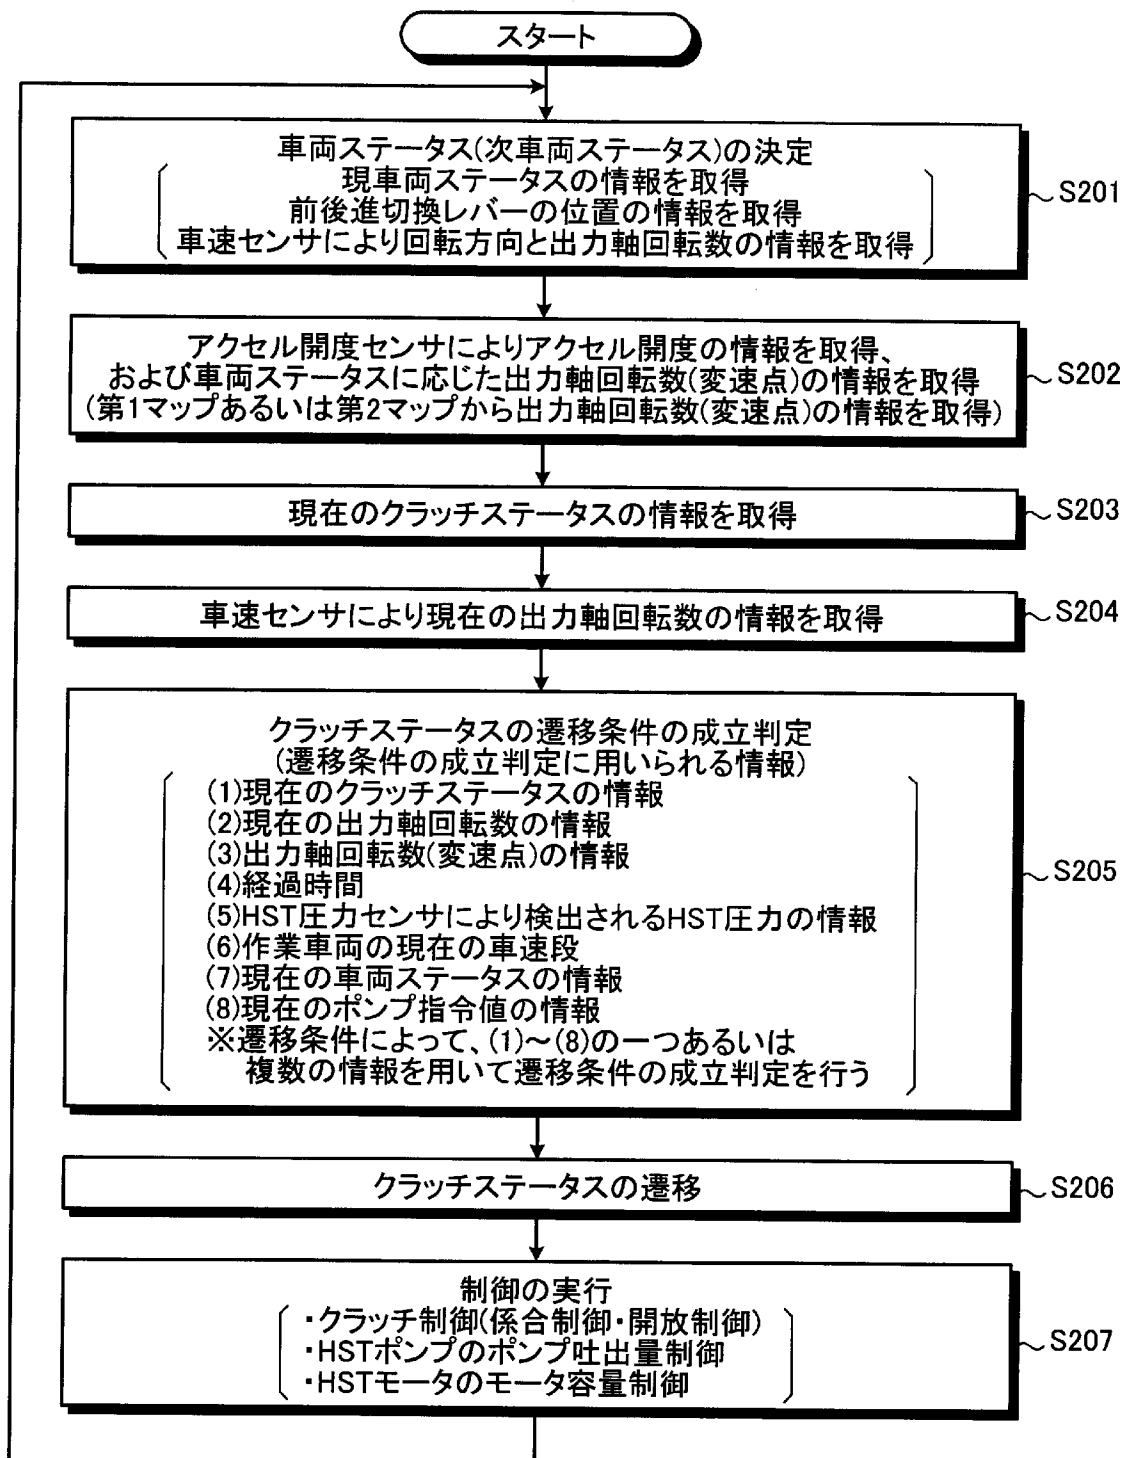 スタート
車両ステータス(次車両ステータス)の決定
現車両ステータスの情報を取得
前後進切換レバーの位置の情報を取得
車速センサにより回転方向と出力軸回転数の情報を取得
S201
アクセル開度センサによりアクセル開度の情報を取得、
および車両ステータスに応じた出力軸回転数(変速点)の情報を取得
(第1マップあるいは第2マップから出力軸回転数(変速点)の情報を取得)
S202
現在のクラッチステータスの情報を取得
S203
車速センサにより現在の出力軸回転数の情報を取得
S204
クラッチステータスの遷移条件の成立判定
(遷移条件の成立判定に用いられる情報)
(1)現在のクラッチステータスの情報
(2)現在の出力軸回転数の情報
(3)出力軸回転数(変速点)の情報
(4)経過時間
(5)HST圧力センサにより検出されるHST圧力の情報
(6)作業車両の現在の車速段
(7)現在の車両ステータスの情報
(8)現在のポンプ指令値の情報
※遷移条件によって、(1)～(8)の一つあるいは
複数の情報を用いて遷移条件の成立判定を行う
S205
クラッチステータスの遷移
S206
制御の実行
・クラッチ制御(係合制御・開放制御)
・HSTポンプのポンプ吐出量制御
・HSTモータのモータ容量制御
S207